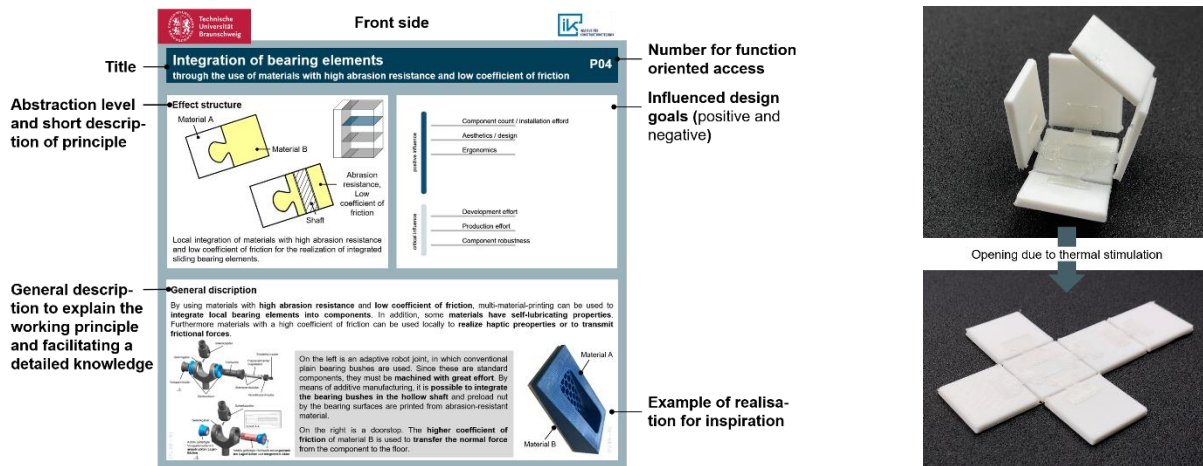 Technische
Universität
Braunschweig
Front side
Title
Integration of bearing elements
through the use of materials with high abrasion resistance and low coefficient of friction
P04
Number for function
oriented access
Abstraction level
and short descrip-
tion of principle
Effect structure
Material A
Material B
Abrasion
resistance,
Low
coefficient of
friction
Shaft
Local integration of materials with high abrasion resistance
and low coefficient of friction for the realization of integrated
sliding bearing elements.
positive influence
Component count / installation efford
Aesthetics / design
Ergonomics
critical influence
Development effort
Production effort
Component robustness
Influenced design
goals (positive and
negative)
General descrip-
tion to explain the
working principle
and facilitating a
detailed knowledge
General discription
By using materials with high abrasion resistance and low coefficient of friction, multi-material-printing can be used to
integrate local bearing elements into components. In addition, some materials have self-lubricating properties.
Furthermore materials with a high coefficient of friction can be used locally to realize haptic preoperties or to transmit
frictional forces.
On the left is an adaptive robot joint, in which conventional
plain bearing bushes are used. Since these are standard
components, they must be machined with great effort. By
means of additive manufacturing, it is possible to integrate
the bearing bushes in the hollow shaft and preload nut
by the bearing surfaces are printed from abrasion-resistant
material.
On the right is a doorstop. The higher coefficient of
friction of material B is used to transfer the normal force
from the component to the floor.
Material A
Material B
Example of realisa-
tion for inspiration
Opening due to thermal stimulation